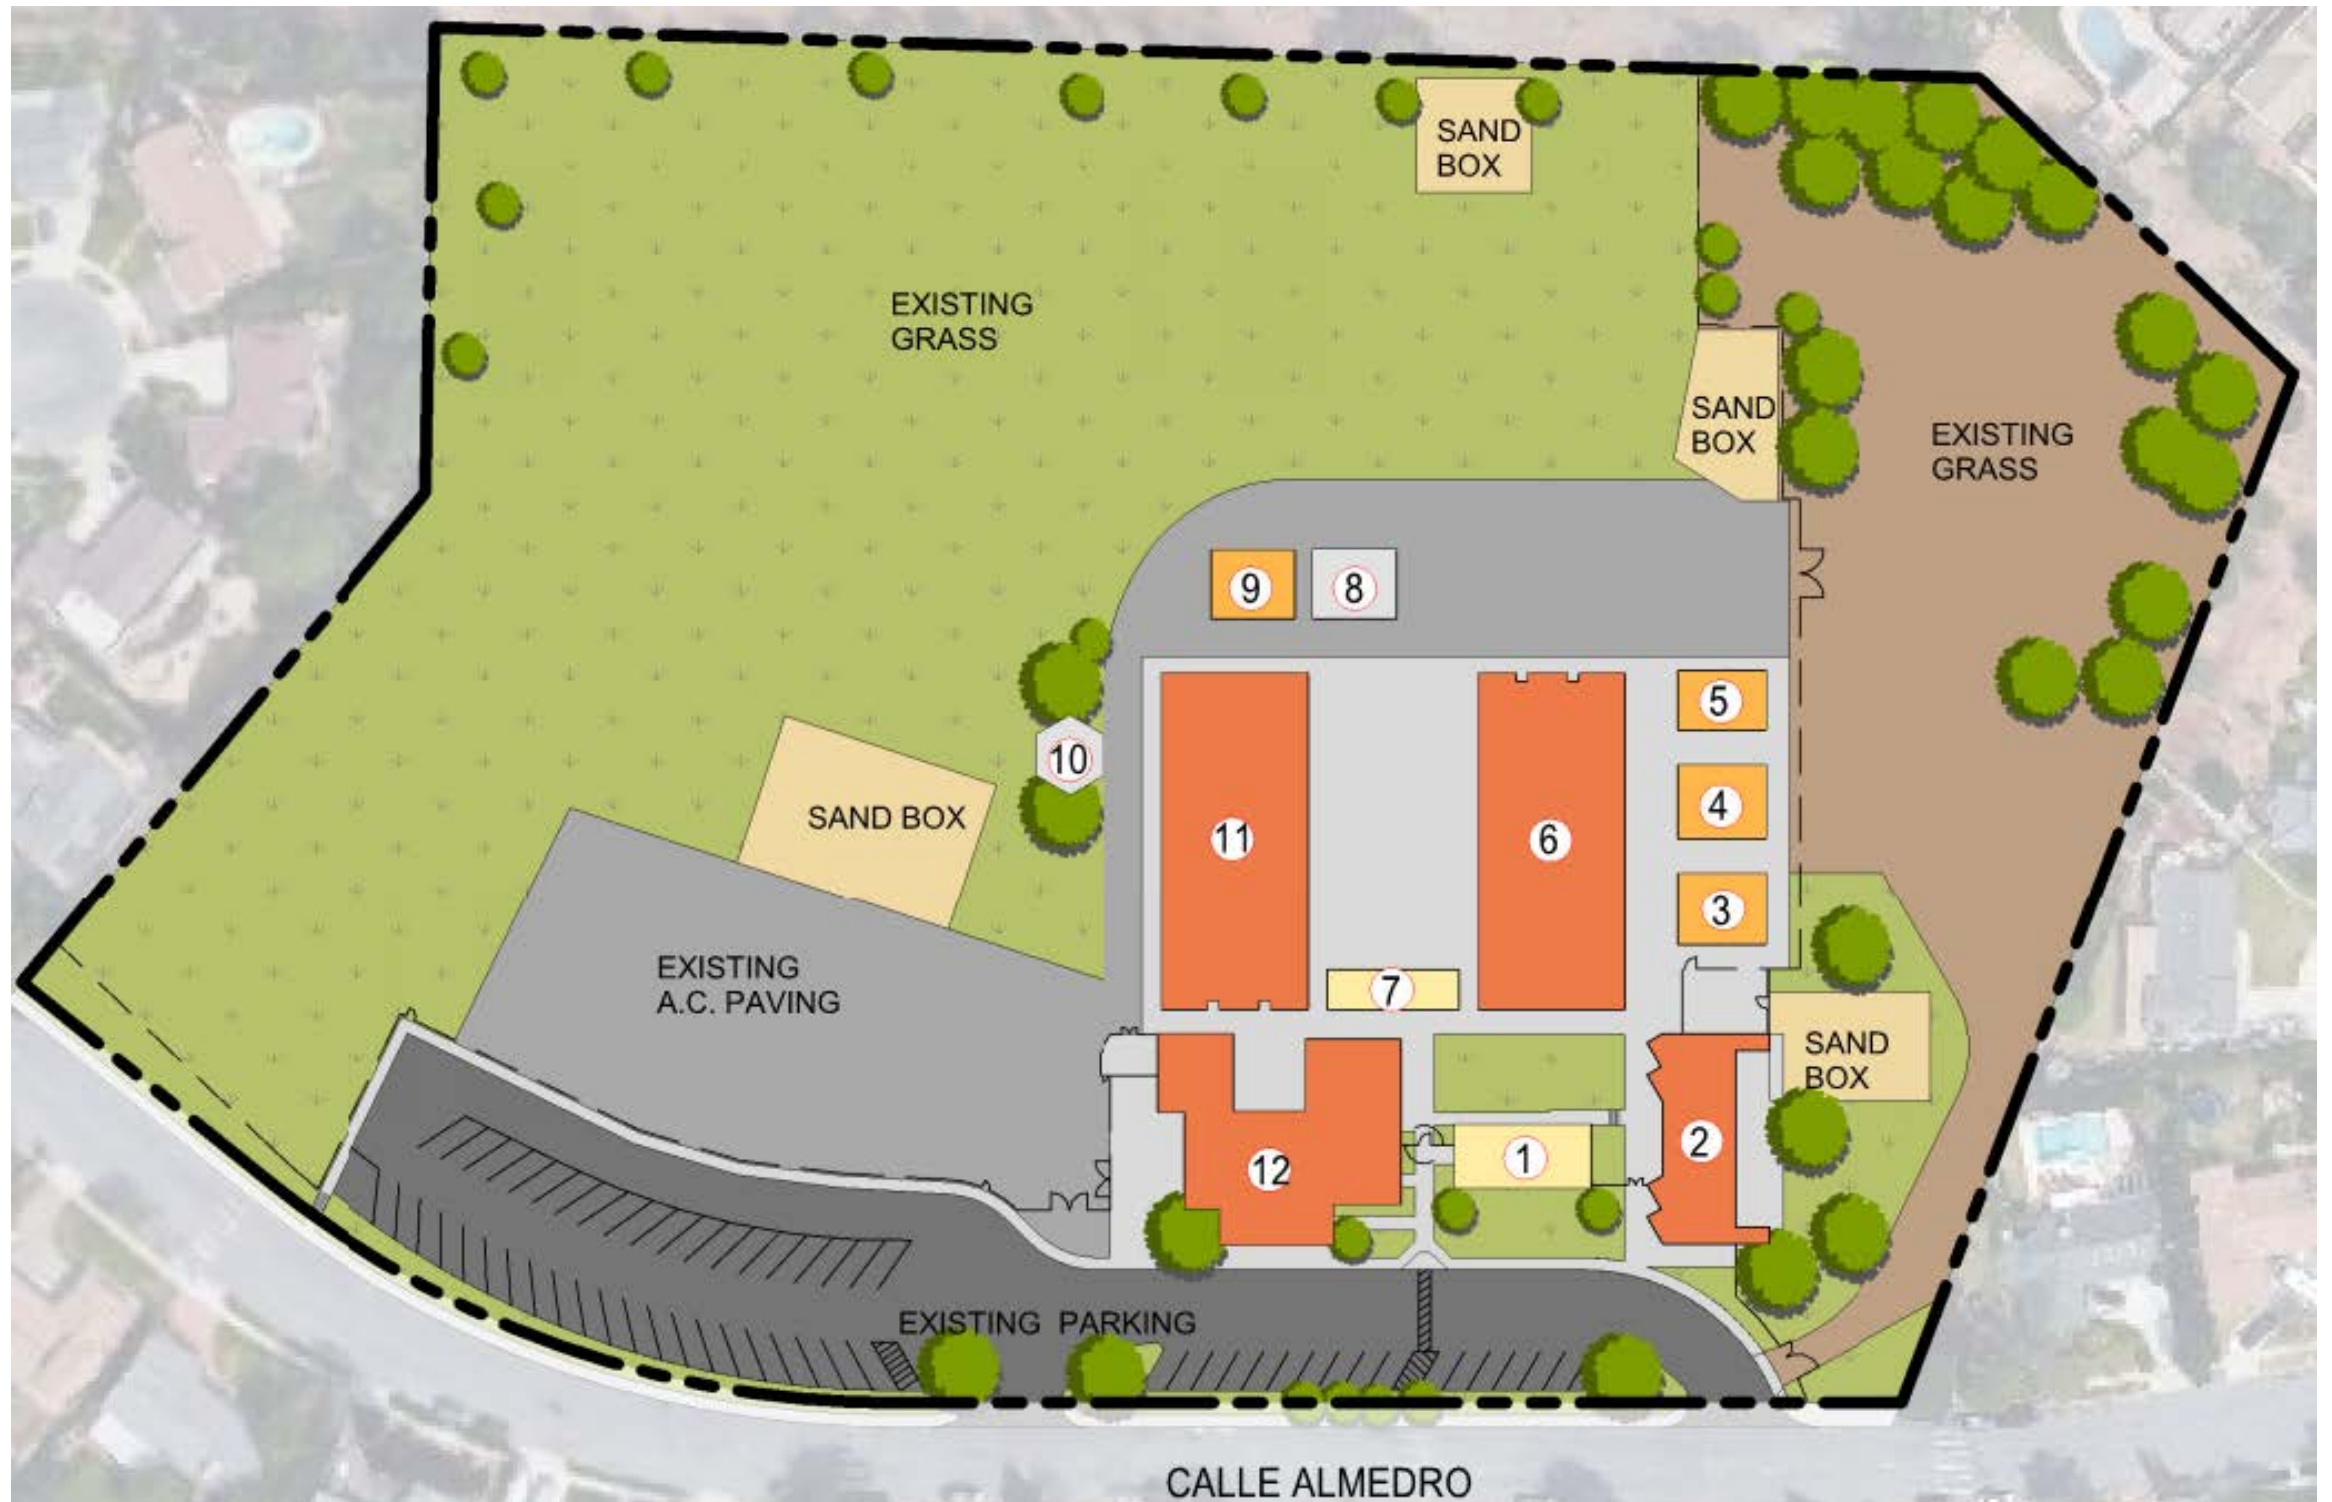 SAND
BOX
EXISTING
GRASS
SAND
BOX
EXISTING
GRASS
9
8
5
10
4
SAND BOX
11
6
3
EXISTING
A.C. PAVING
7
SAND
BOX
2
1
12
EXISTING PARKING
CALLE ALMEDRO